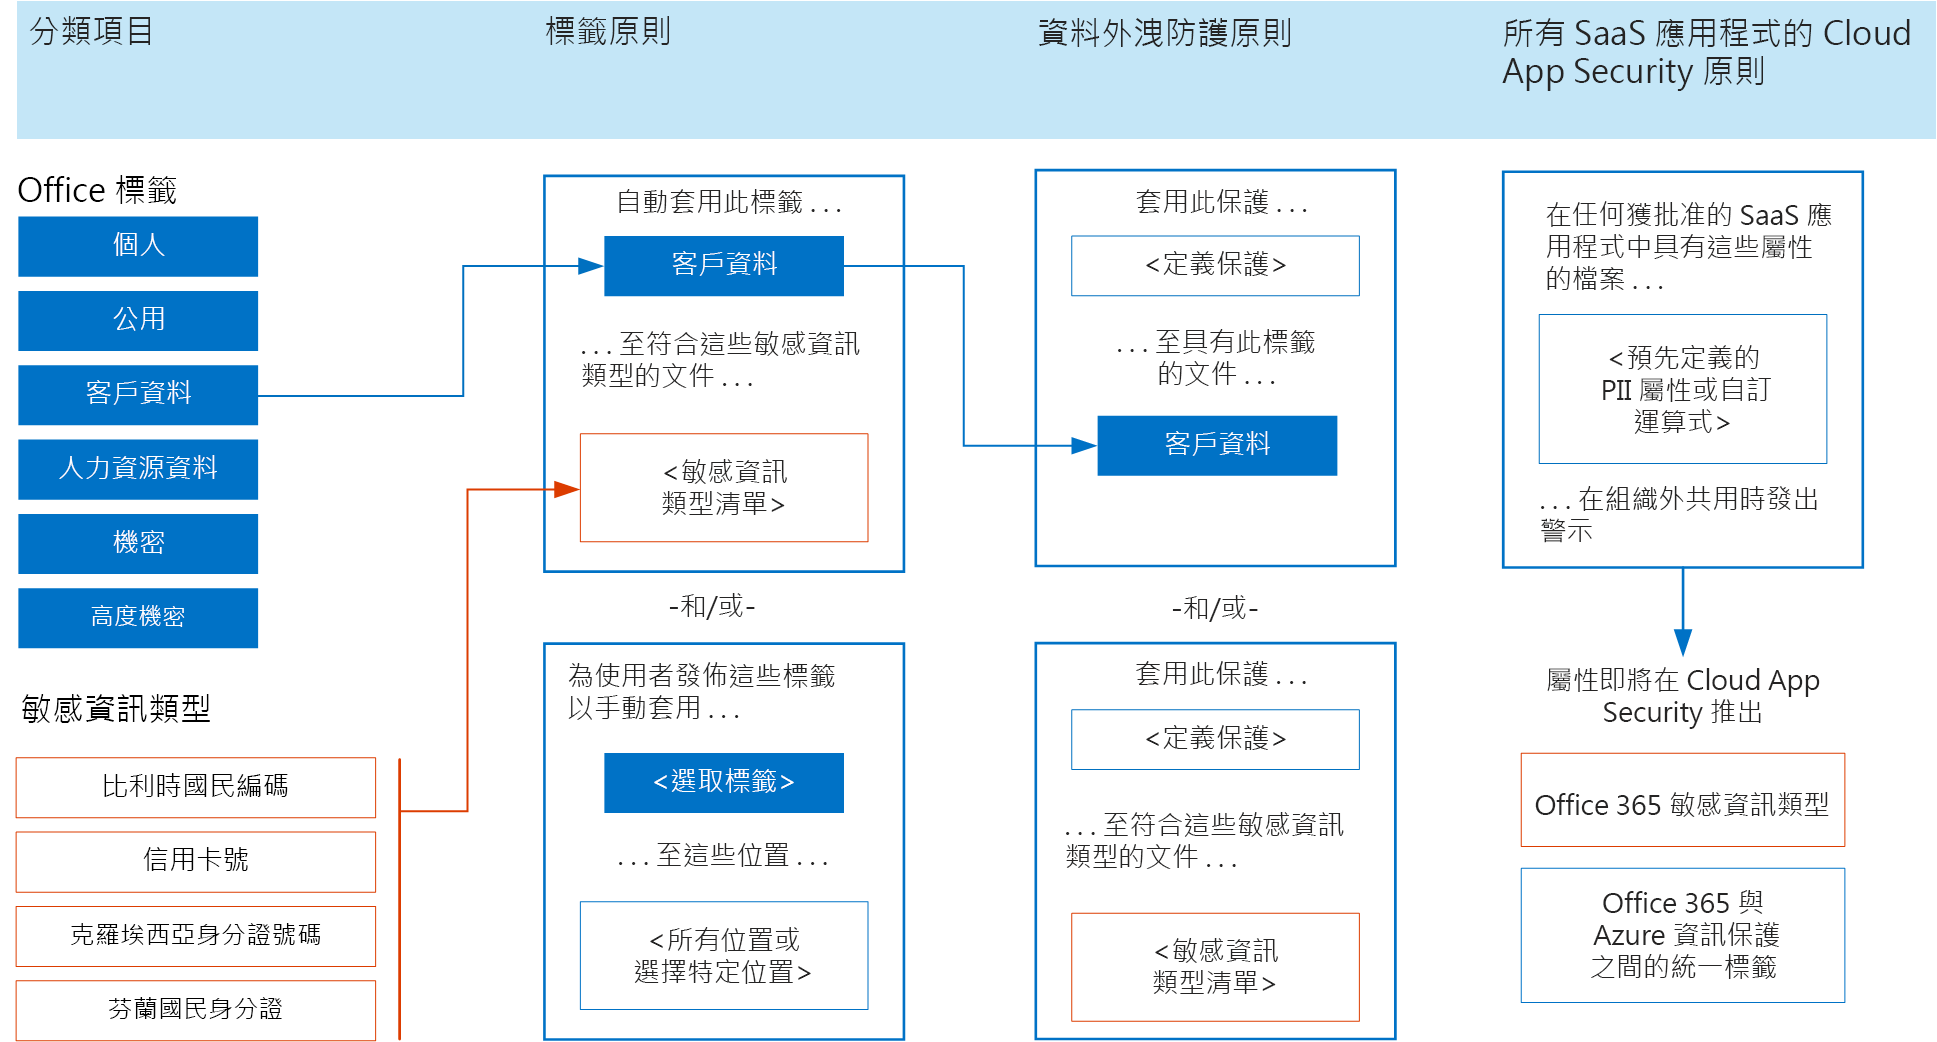 分類項目
標籤原則
資料外洩防護原則
所有 SaaS 應用程式的 Cloud
App Security 原則
Office 標籤
個人
公用
客戶資料
人力資源資料
機密
高度機密
敏感資訊類型
比利時國民編碼
信用卡號
克羅埃西亞身分證號碼
芬蘭國民身分證
自動套用此標籤 . . .
客戶資料
. . . 至符合這些敏感資訊
類型的文件 . . .
<敏感資訊
類型清單>
-和/或-
為使用者發佈這些標籤
以手動套用 . . .
<選取標籤>
. . . 至這些位置 . . .
<所有位置或
選擇特定位置>
套用此保護 . . .
<定義保護>
. . . 至具有此標籤
的文件 . . .
客戶資料
-和/或-
套用此保護 . . .
<定義保護>
. . . 至符合這些敏感資訊
類型的文件 . . .
<敏感資訊
類型清單>
在任何獲批准的 SaaS 應
用程式中具有這些屬性
的檔案 . . .
<預先定義的
PII 屬性或自訂
運算式>
. . . 在組織外共用時發出
警示
屬性即將在 Cloud App
Security 推出
Office 365 敏感資訊類型
Office 365 與
Azure 資訊保護
之間的統一標籤